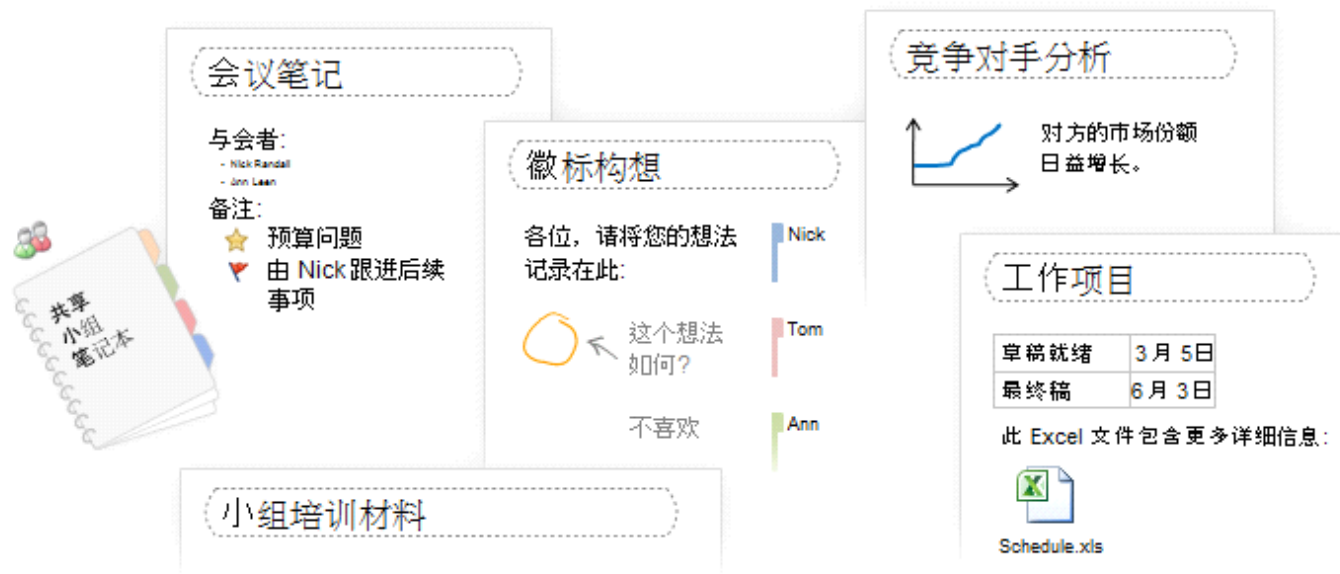 共享
小组
笔记本
会议笔记
与会者:
- Nick Randall
- Ann Lean
备注:
预算问题
由 Nick 跟进后续
事项
徽标构想
各位，请将您的想法
记录在此:
这个想法
如何?
不喜欢
Nick
Tom
Ann
竞争对手分析
对方的市场份额
日益增长。
工作项目
草稿就绪 3月 5日
最终稿 6月 3日
此 Excel 文件包含更多详细信息:
Schedule.xls
小组培训材料